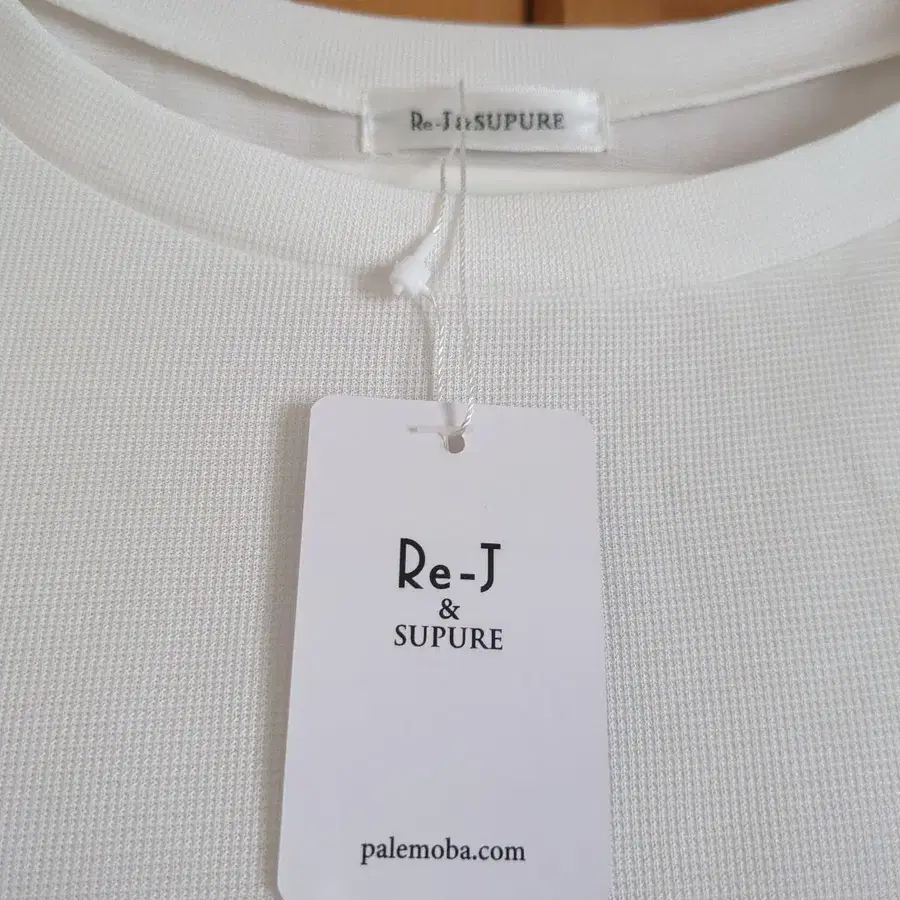 Re-J & SUPURE
Re-J
&
SUPURE
palemoba.com